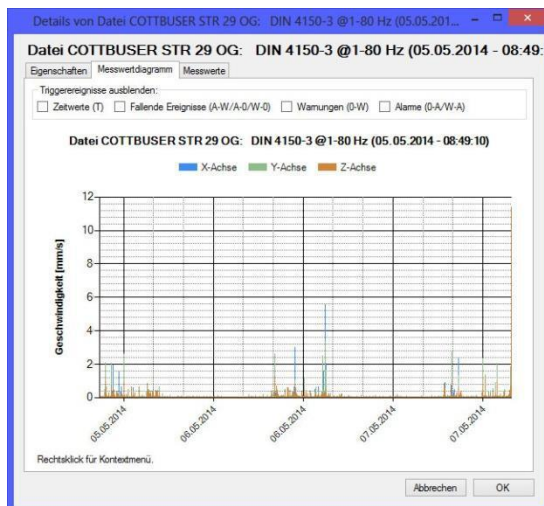 Details von Datei COTTBUSER STR 29 OG: DIN 4150-3 @1-80 Hz (05.05.201...
Datei COTTBUSER STR 29 OG: DIN 4150-3 @1-80 Hz (05.05.2014 - 08:49:
Eigenschaften Messwertdiagramm Messwerte
Triggerereignisse ausblenden:
Zeitwerte (T) Fallende Ereignisse (A-W/A-0/W-0) Warnungen (0-W) Alarme (0-A/W-A)
Datei COTTBUSER STR 29 OG: DIN 4150-3 @1-80 Hz (05.05.2014 - 08:49:10)
X-Achse Y-Achse Z-Achse
Geschwindigkeit [mm/s]
12
10
8
6
4
2
0
05.05.2014 06.05.2014 06.05.2014 07.05.2014 07.05.2014
Rechtsklick für Kontextmenü.
Abbrechen OK